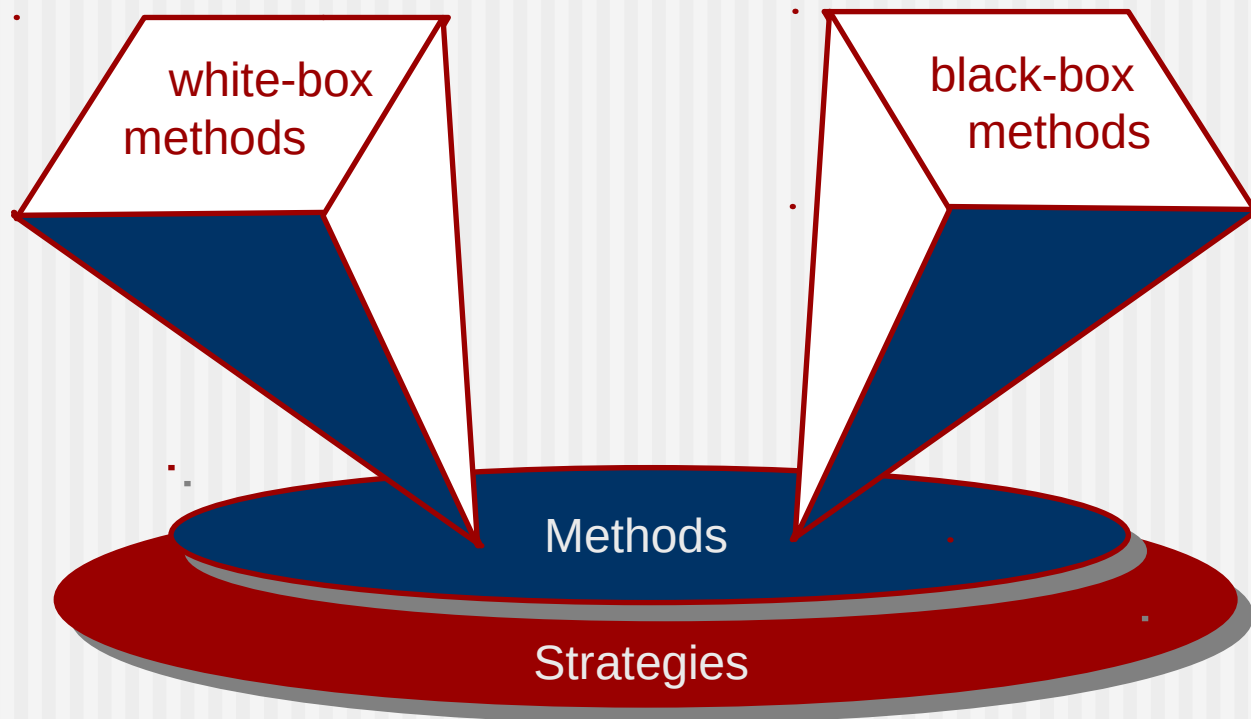 white-box
methods
black-box
methods
Methods
Strategies